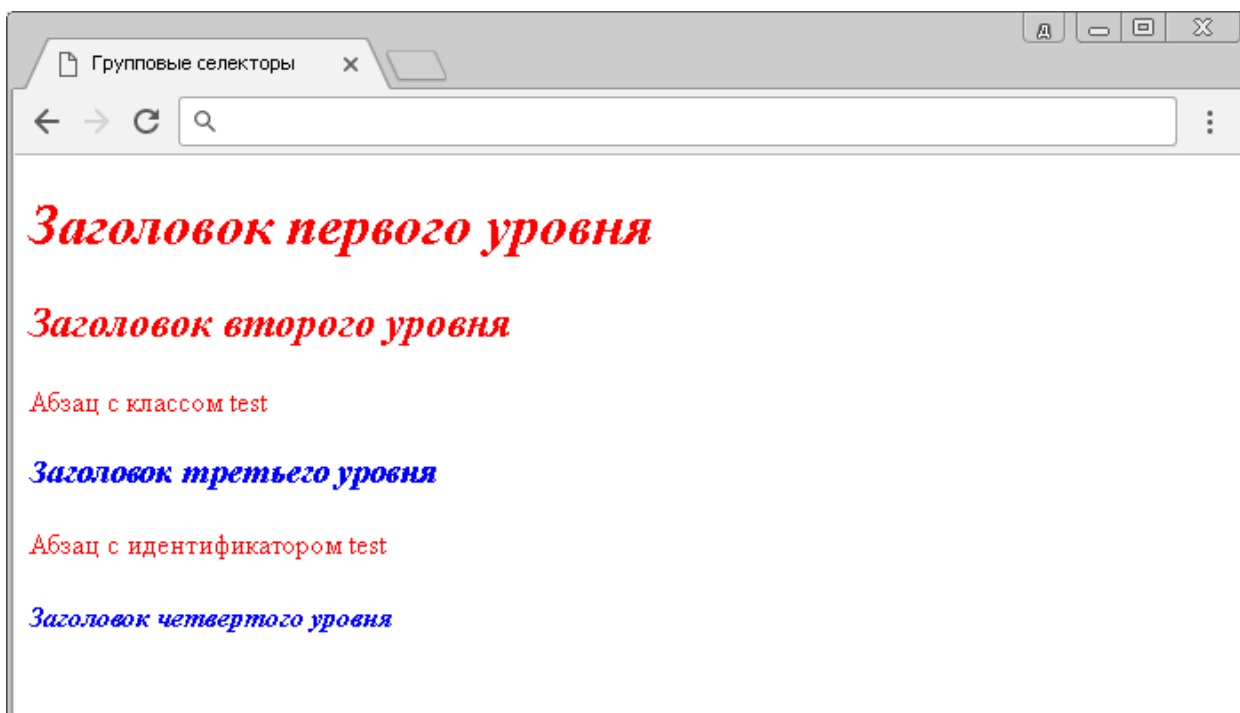 Д
Групповые селекторы
Заголовок первого уровня
Заголовок второго уровня
Абзац с классом test
Заголовок третьего уровня
Абзац с идентификатором test
Заголовок четвертого уровня